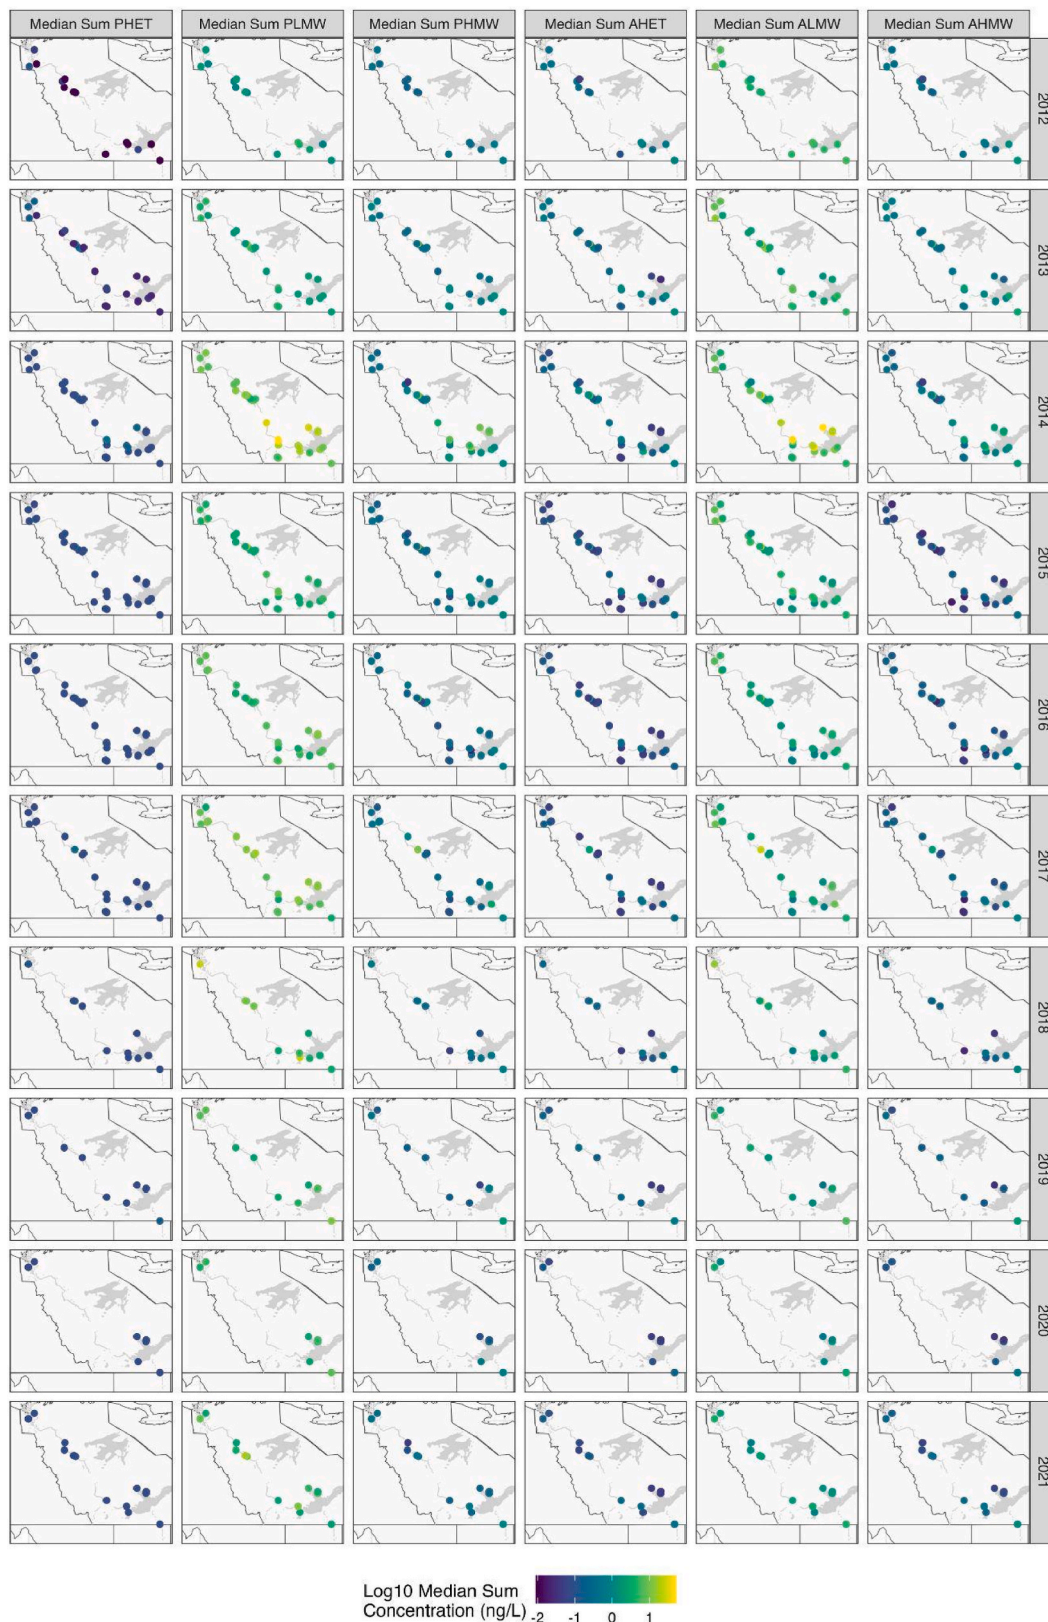 Median Sum PHET
Median Sum PLMW
Median Sum PHMW
Median Sum AHET
Median Sum ALMW
Median Sum AHMW
2012
2013
2014
2015
2016
2017
2018
2019
2020
2021
Log10 Median Sum
Concentration (ng/L)
-2 -1 0 1